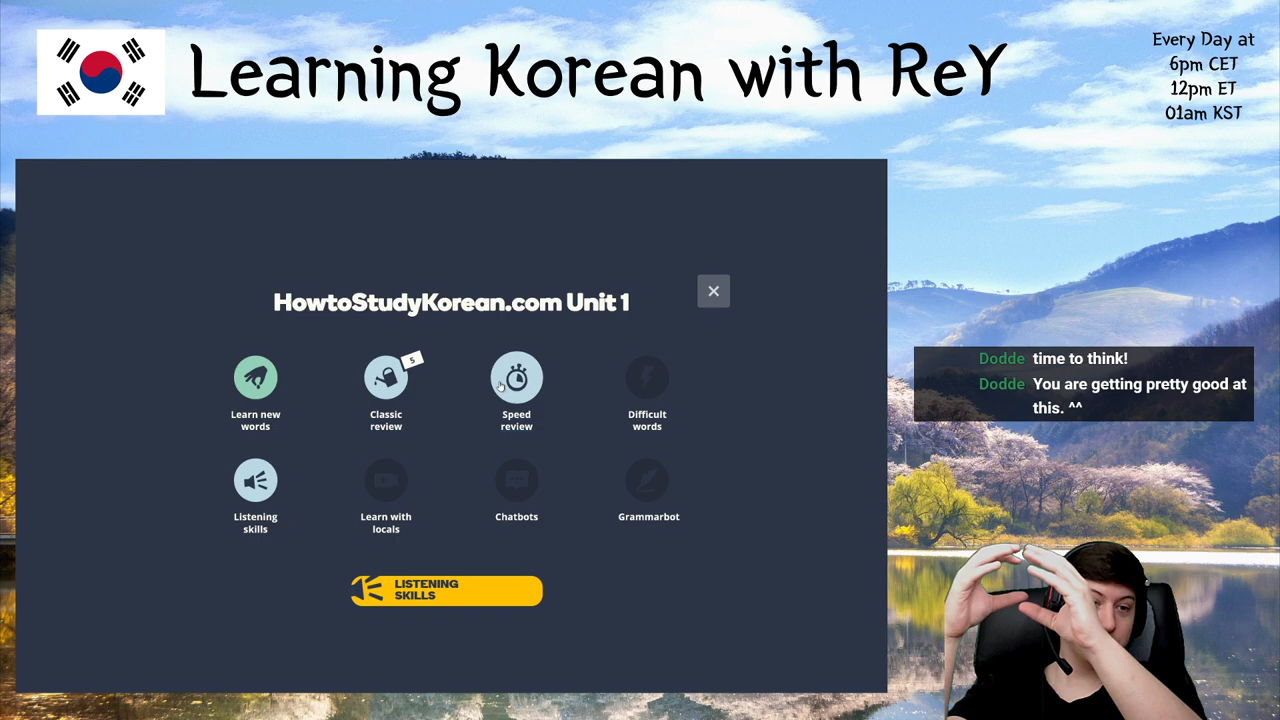 Learning Korean with ReY
Every Day at
6pm CET
12pm ET
01am KST
HowtoStudyKorean.com Unit 1
5
Learn new
words
Classic
review
Speed
review
Difficult
words
Listening
skills
Learn with
locals
Chatbots
Grammarbot
LISTENING
SKILLS
Dodde time to think!
Dodde You are getting pretty good at
this. ^^